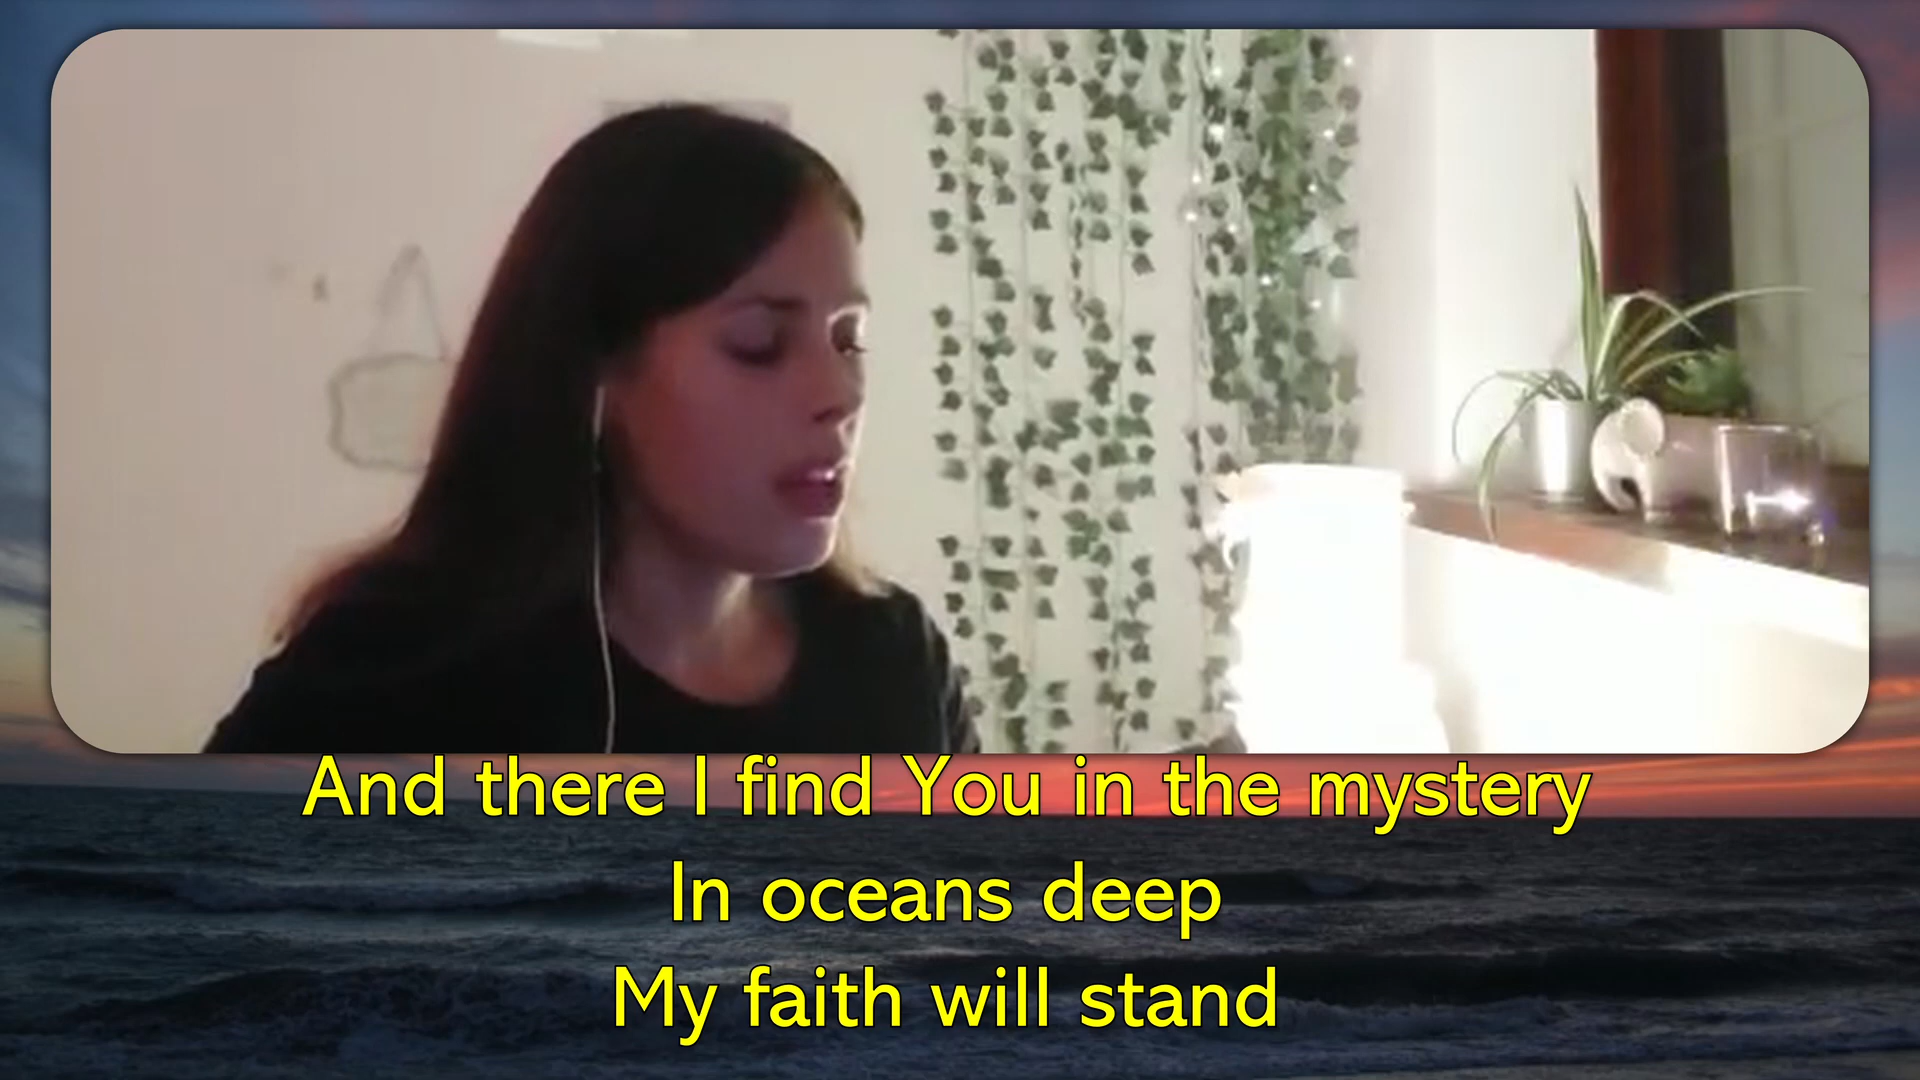 And there I find You in the mystery
In oceans deep
My faith will stand